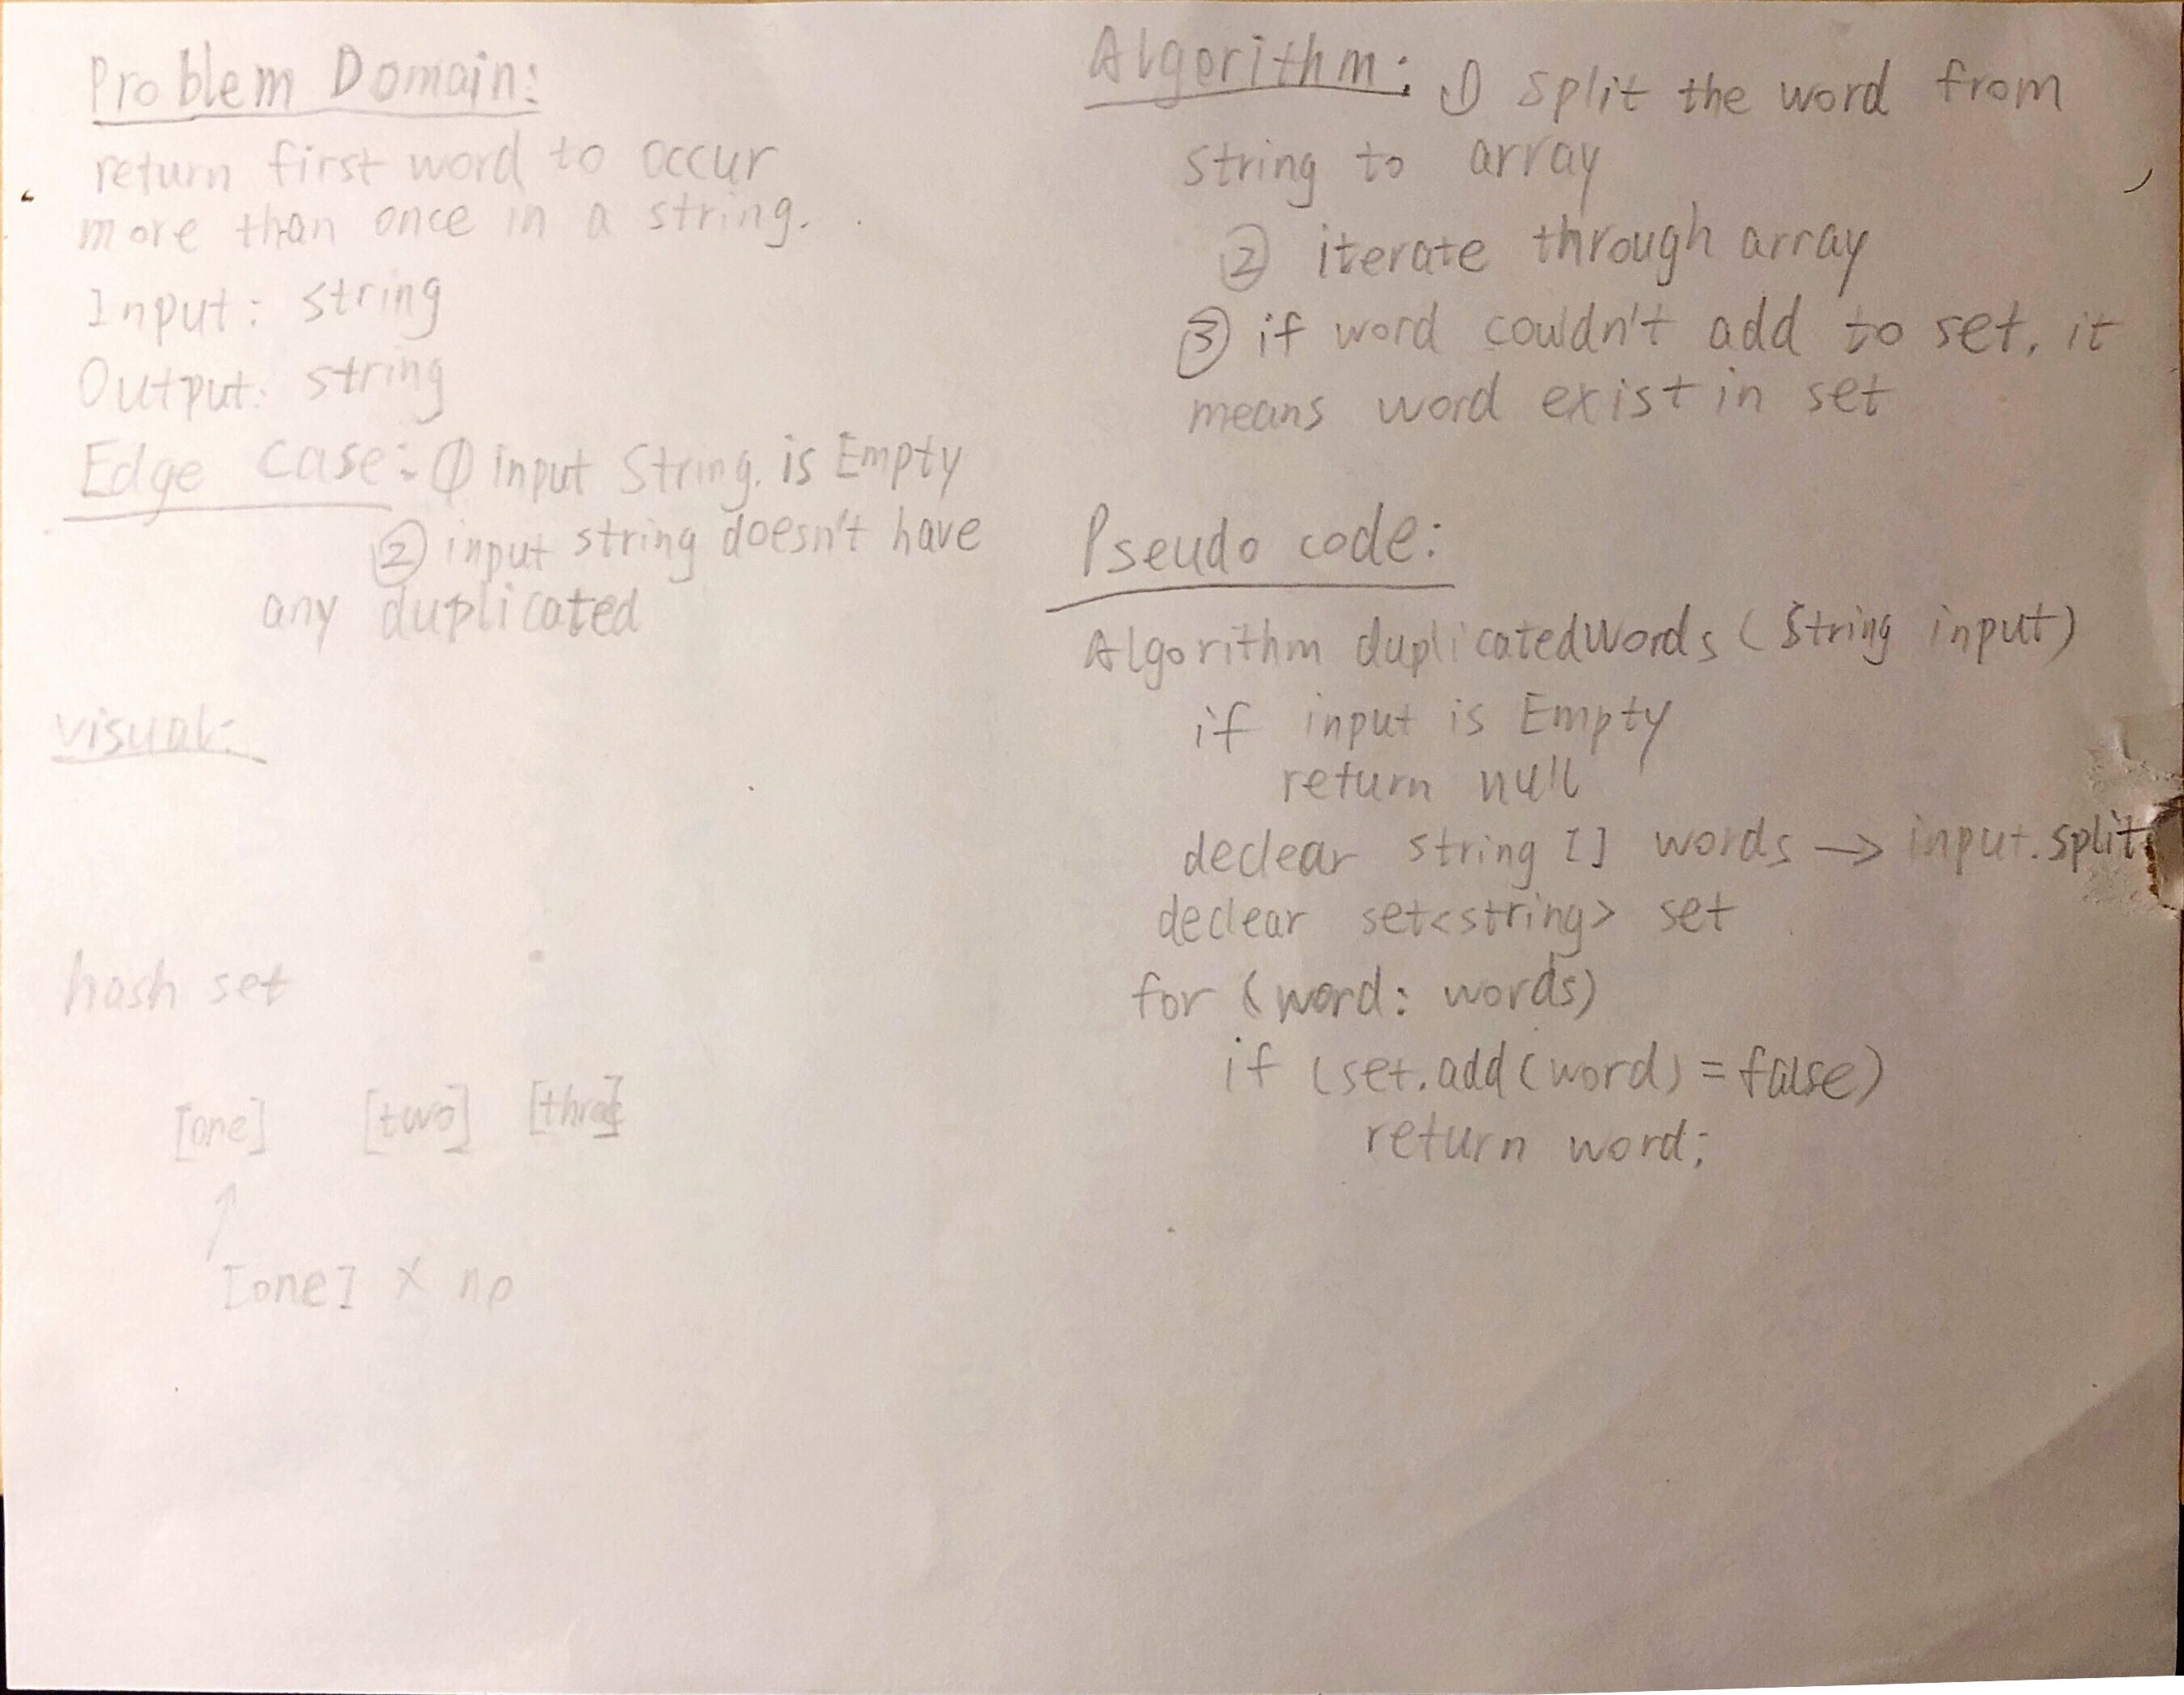 Problem Domain:
return first word to occur
more than once in a string.
Input: string
Output: string
Edge case: ① input String. is Empty
② input string doesn't have
any duplicated
visual:
hash set
[one] [two] [three]
[one] X no
Algorithm: ① split the word from
string to array
② iterate through array
③ if word couldn't add to set, it
means word exist in set
Pseudo code:
Algorithm duplicatedWords (String input)
if input is Empty
return null
declear string [] words → input.split
declear set<string> set
for (word: words)
if (set.add(word) = false)
return word;